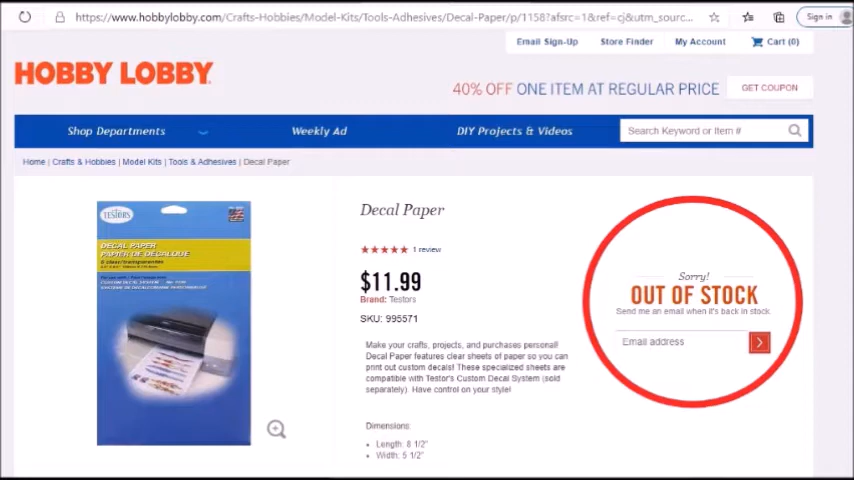 https://www.hobbylobby.com/Crafts-Hobbies/Model-Kits/Tools-Adhesives/Decal-Paper/p/1158?afsrc=1&ref=cj&utm_sourc...
Sign in
Email Sign-Up Store Finder My Account Cart (0)
HOBBY LOBBY
40% OFF ONE ITEM AT REGULAR PRICE GET COUPON
Shop Departments Weekly Ad DIY Projects & Videos Search Keyword or Item #
Home | Crafts & Hobbies | Model Kits | Tools & Adhesives | Decal Paper
TESTORS
DECAL PAPER
PAPIER DE DÉCALQUE
Decal Paper
1 review
$11.99
Brand: Testors
SKU: 995571
Make your crafts, projects, and purchases personal!
Decal Paper features clear sheets of paper so you can
print out custom decals! These specialized sheets are
compatible with Testor's Custom Decal System (sold
separately). Have control on your style!
Dimensions:
Length: 8 1/2"
Width: 5 1/2"
Sorry!
OUT OF STOCK
Send me an email when it's back in stock.
Email address